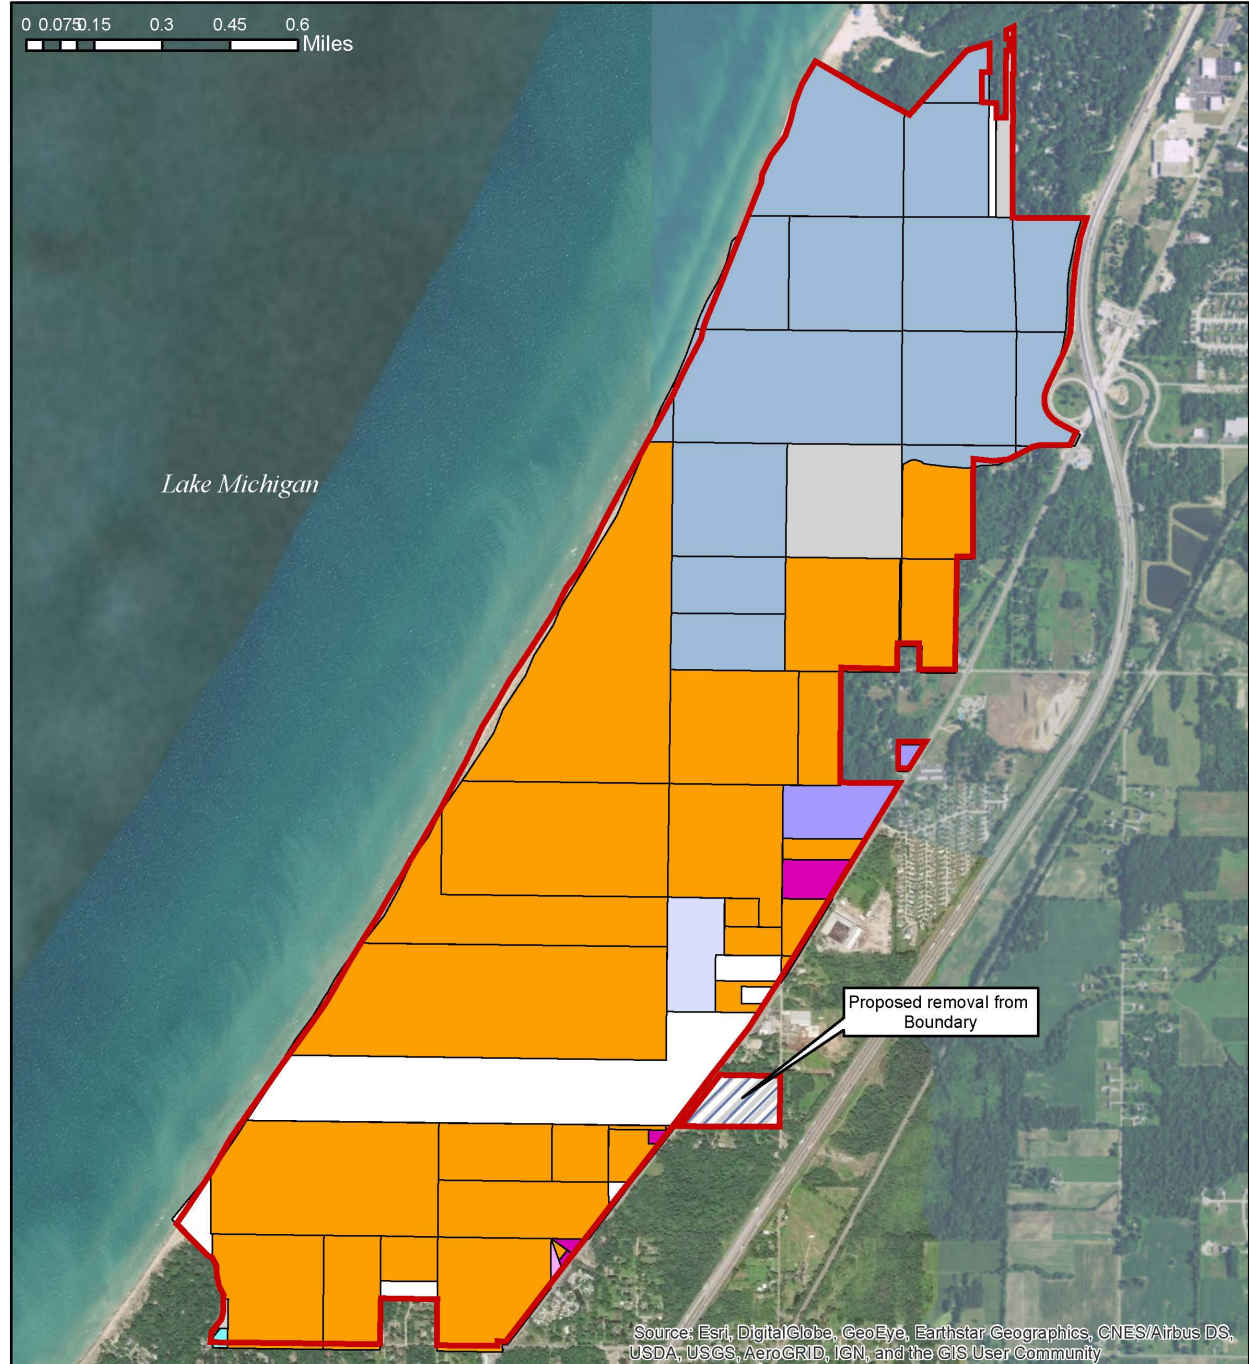 0 0.075 0.15 0.3 0.45 0.6
Miles
Lake Michigan
Proposed removal from
Boundary
Source: Esri, DigitalGlobe, GeoEye, Earthstar Geographics, CNES/Airbus DS,
USDA, USGS, AeroGRID, IGN, and the GIS User Community